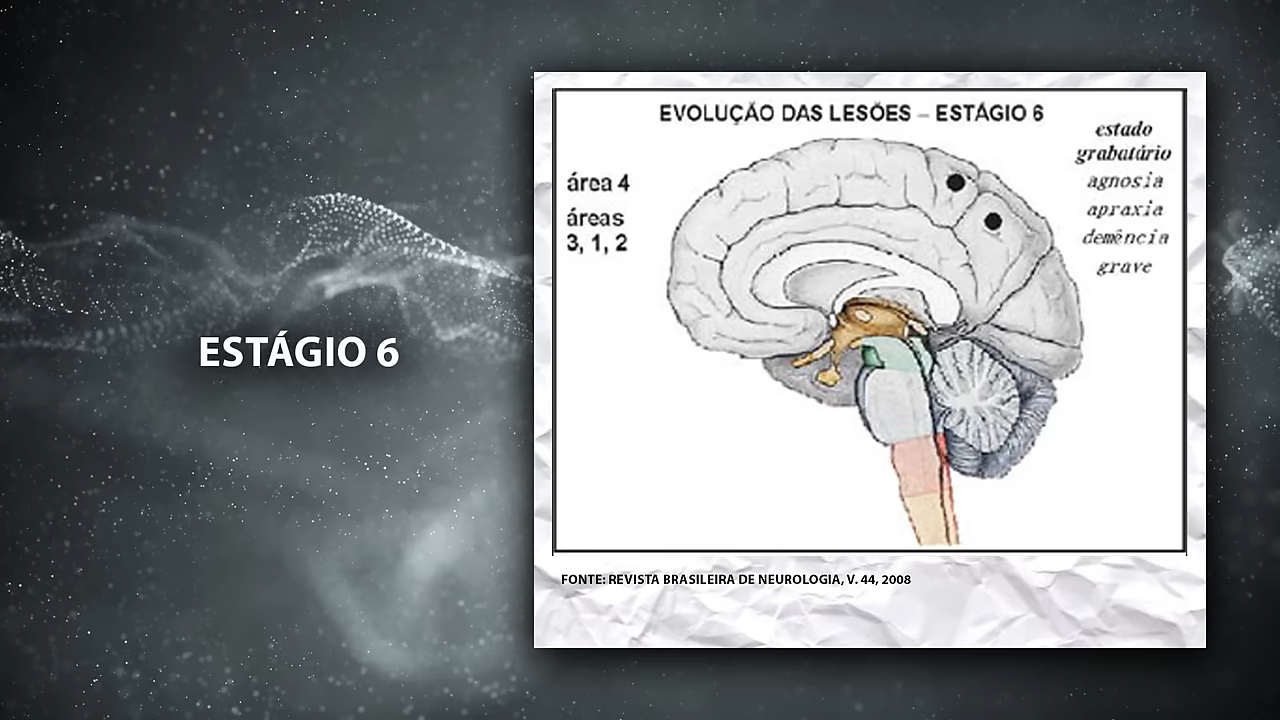 ESTÁGIO 6
EVOLUÇÃO DAS LESÕES – ESTÁGIO 6
área 4
áreas
3, 1, 2
estado
grabatário
agnosia
apraxia
demência
grave
FONTE: REVISTA BRASILEIRA DE NEUROLOGIA, V. 44, 2008